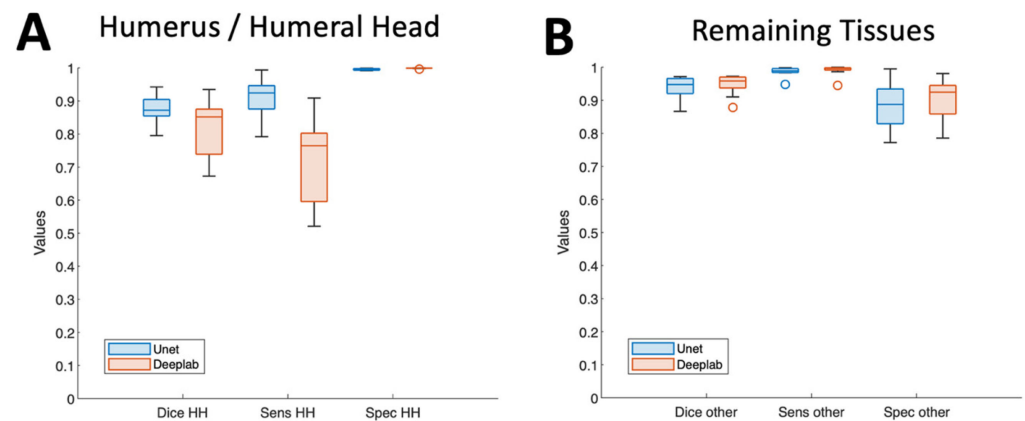 A
Humerus / Humeral Head
Values
1
0.9
0.8
0.7
0.6
0.5
0.4
0.3
0.2
0.1
0
Unet
Deeplab
Dice HH
Sens HH
Spec HH
B
Remaining Tissues
Values
1
0.9
0.8
0.7
0.6
0.5
0.4
0.3
0.2
0.1
0
Unet
Deeplab
Dice other
Sens other
Spec other